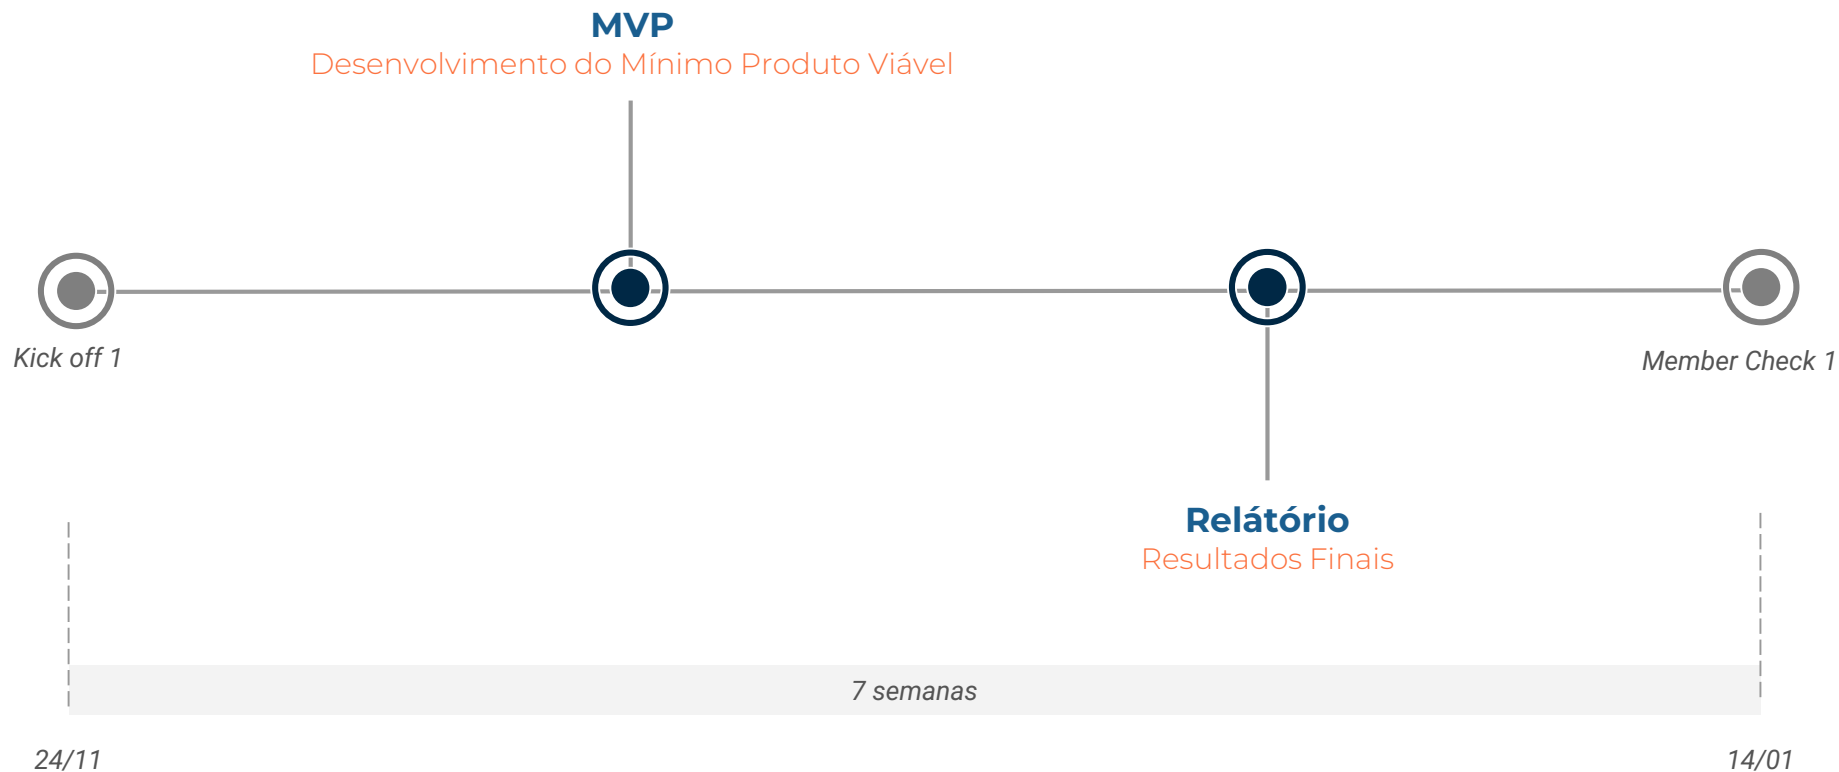 MVP
Desenvolvimento do Mínimo Produto Viável
Kick off 1
Member Check 1
Relátório
Resultados Finais
7 semanas
24/11
14/01